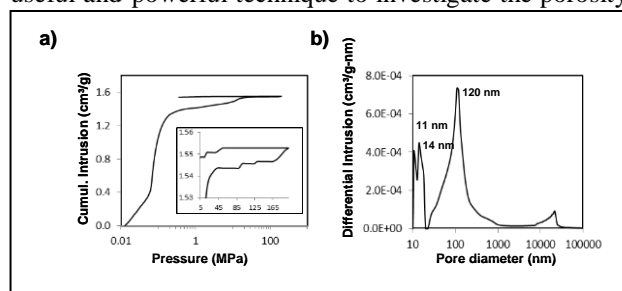 useful and powerful technique to investigate the porosity
a)
b)
Cumul. Intrusion (cm³/g)
1.6
1.2
0.8
0.4
0.0
1.56
1.55
1.54
1.53
5 45 85 125 165
0.01 1 100
Pressure (MPa)
Differential Intrusion (cm³/g-nm)
8.0E-04
6.0E-04
4.0E-04
2.0E-04
0.0E+00
120 nm
11 nm
14 nm
10 100 1000 10000 100000
Pore diameter (nm)